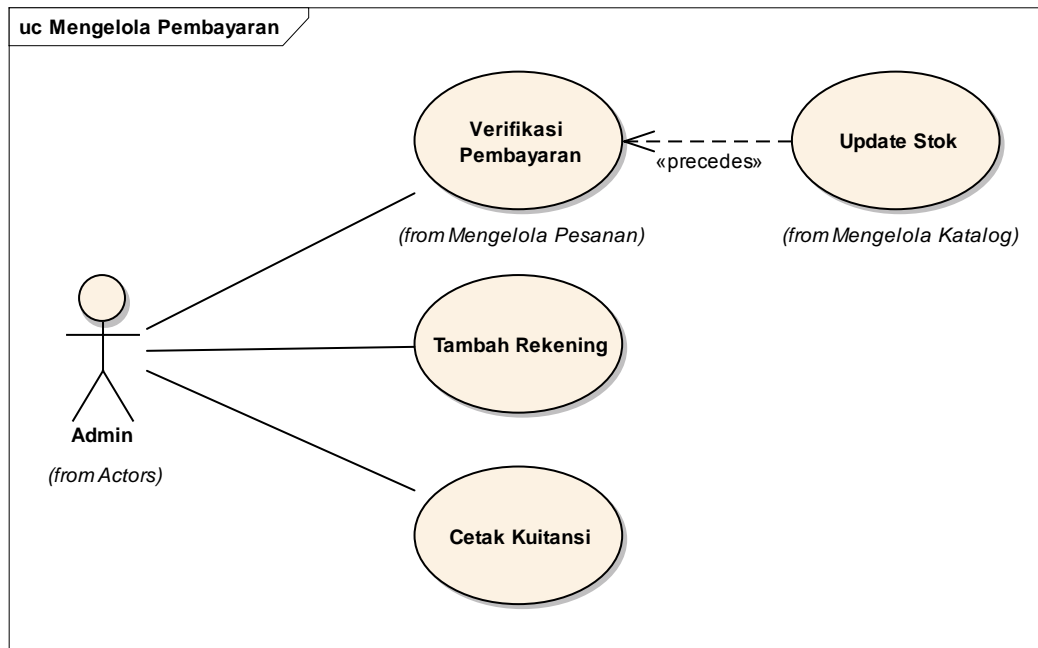 uc Mengelola Pembayaran
Verifikasi
Pembayaran
(from Mengelola Pesanan)
«precedes»
Update Stok
(from Mengelola Katalog)
Tambah Rekening
Admin
(from Actors)
Cetak Kuitansi